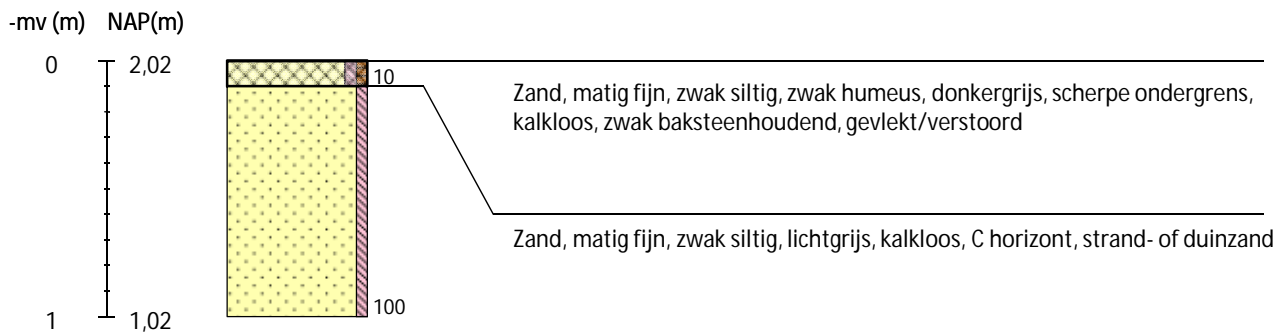 -mv (m) NAP(m)
0 2,02
10
Zand, matig fijn, zwak siltig, zwak humeus, donkergrijs, scherpe ondergrens,
kalkloos, zwak baksteenhoudend, gevlekt/verstoord
Zand, matig fijn, zwak siltig, lichtgrijs, kalkloos, C horizont, strand- of duinzand
100
1 1,02